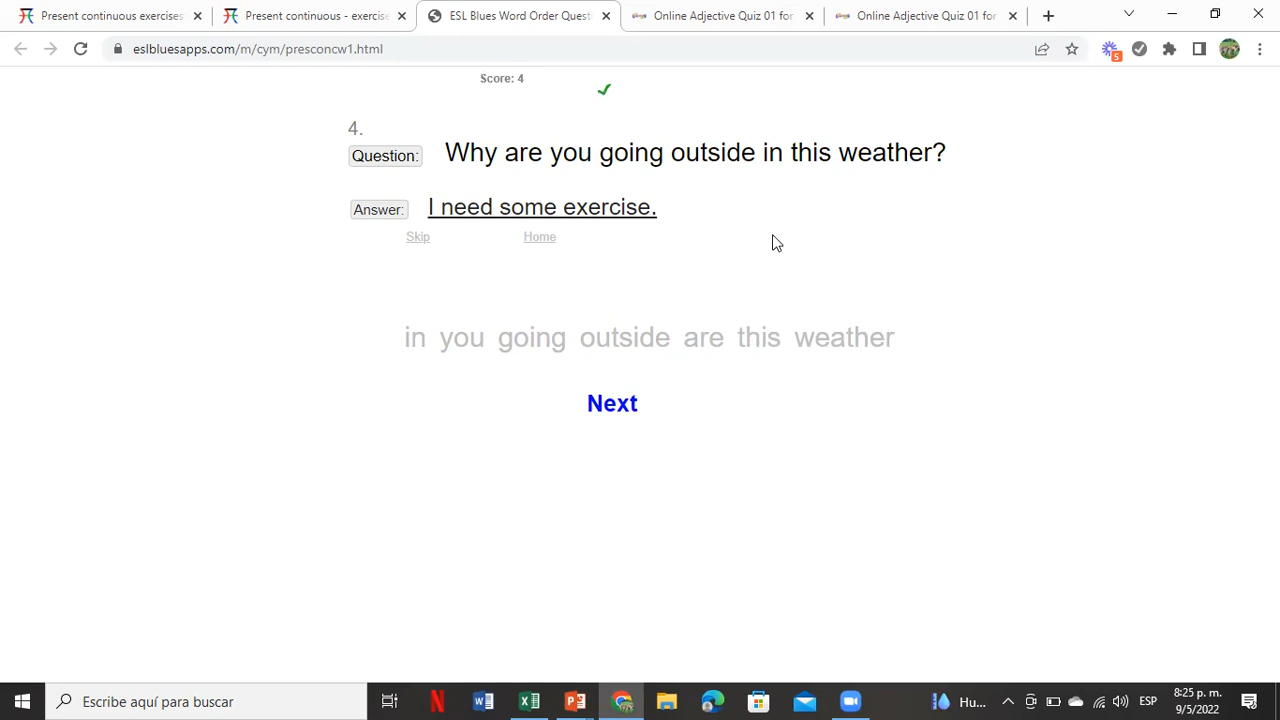 Present continuous exercises
Present continuous - exercise
ESL Blues Word Order Questi
Online Adjective Quiz 01 for
Online Adjective Quiz 01 for
eslbluesapps.com/m/cym/presconcw1.html
5
Score: 4
4.
Question: Why are you going outside in this weather?
Answer: I need some exercise.
Skip Home
in you going outside are this weather
Next
Escribe aquí para buscar
Hu...
ESP
8:25 p. m.
9/5/2022